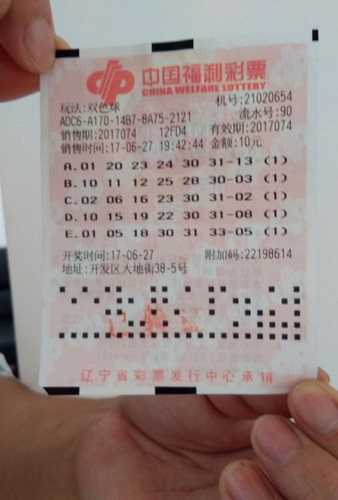 中国福利彩票
CHINA WELFARE LOTTERY
玩法:双色球 机号:21020654
ADC6-A170-14B7-8A75-2121 流水号:90
销售期:2017074 12FD4 有效期:2017074
销售时间:17-06-27 19:42:44 金额:10元
A.01 20 23 24 30 31-13 (1)
B.10 11 12 25 28 30-03 (1)
C.02 06 16 23 30 31-02 (1)
D.10 15 19 22 30 31-08 (1)
E.01 05 18 30 31 33-05 (1)
开奖时间:17-06-27 附加码:22198614
地址:开发区大地街38-5号
辽宁省彩票发行中心承销